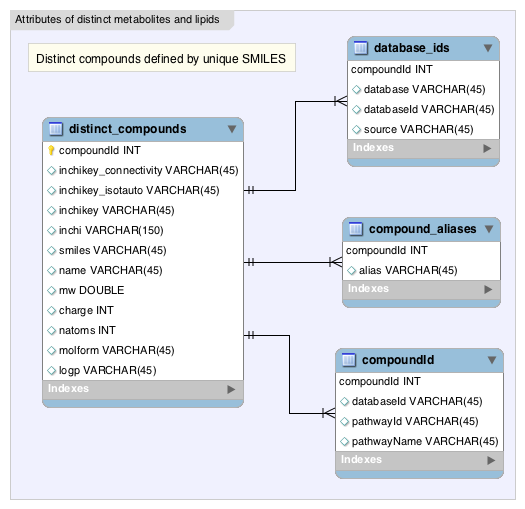 Attributes of distinct metabolites and lipids
Distinct compounds defined by unique SMILES
distinct_compounds
compoundId INT
inchikey_connectivity VARCHAR(45)
inchikey_isotauto VARCHAR(45)
inchikey VARCHAR(45)
inchi VARCHAR(150)
smiles VARCHAR(45)
name VARCHAR(45)
mw DOUBLE
charge INT
natoms INT
molform VARCHAR(45)
logp VARCHAR(45)
Indexes
database_ids
compoundId INT
database VARCHAR(45)
databaseId VARCHAR(45)
source VARCHAR(45)
Indexes
compound_aliases
compoundId INT
alias VARCHAR(45)
Indexes
compoundId
compoundId INT
databaseId VARCHAR(45)
pathwayId VARCHAR(45)
pathwayName VARCHAR(45)
Indexes